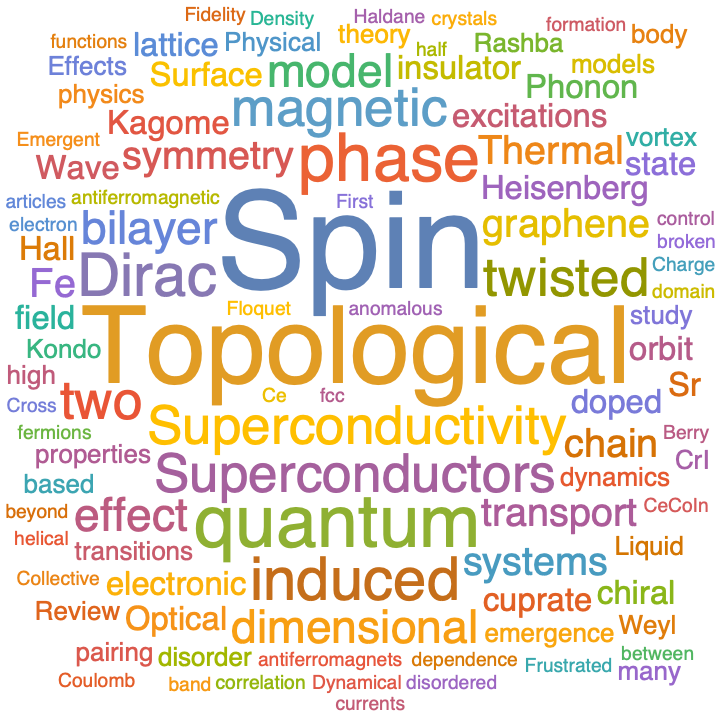 Fidelity Density Haldane crystals formation
functions lattice Physical theory half Rashba body
Effects Surface model insulator Phonon models
physics Kagome magnetic excitations
Emergent Wave symmetry phase Thermal vortex state
articles antiferromagnetic First Heisenberg control
electron bilayer Spin graphene broken
Hall Fe Dirac twisted Charge domain
field Floquet anomalous study
Kondo Topological orbit
high two Ce fcc Sr
Cross Superconductivity doped
fermions chain Berry
properties Superconductors dynamics CrI
based
beyond effect quantum transport CeCoIn
helical transitions systems Liquid
Collective electronic induced cuprate chiral
Review Optical dimensional emergence Weyl
pairing disorder antiferromagnets dependence Frustrated between many
Coulomb band correlation Dynamical disordered
currents